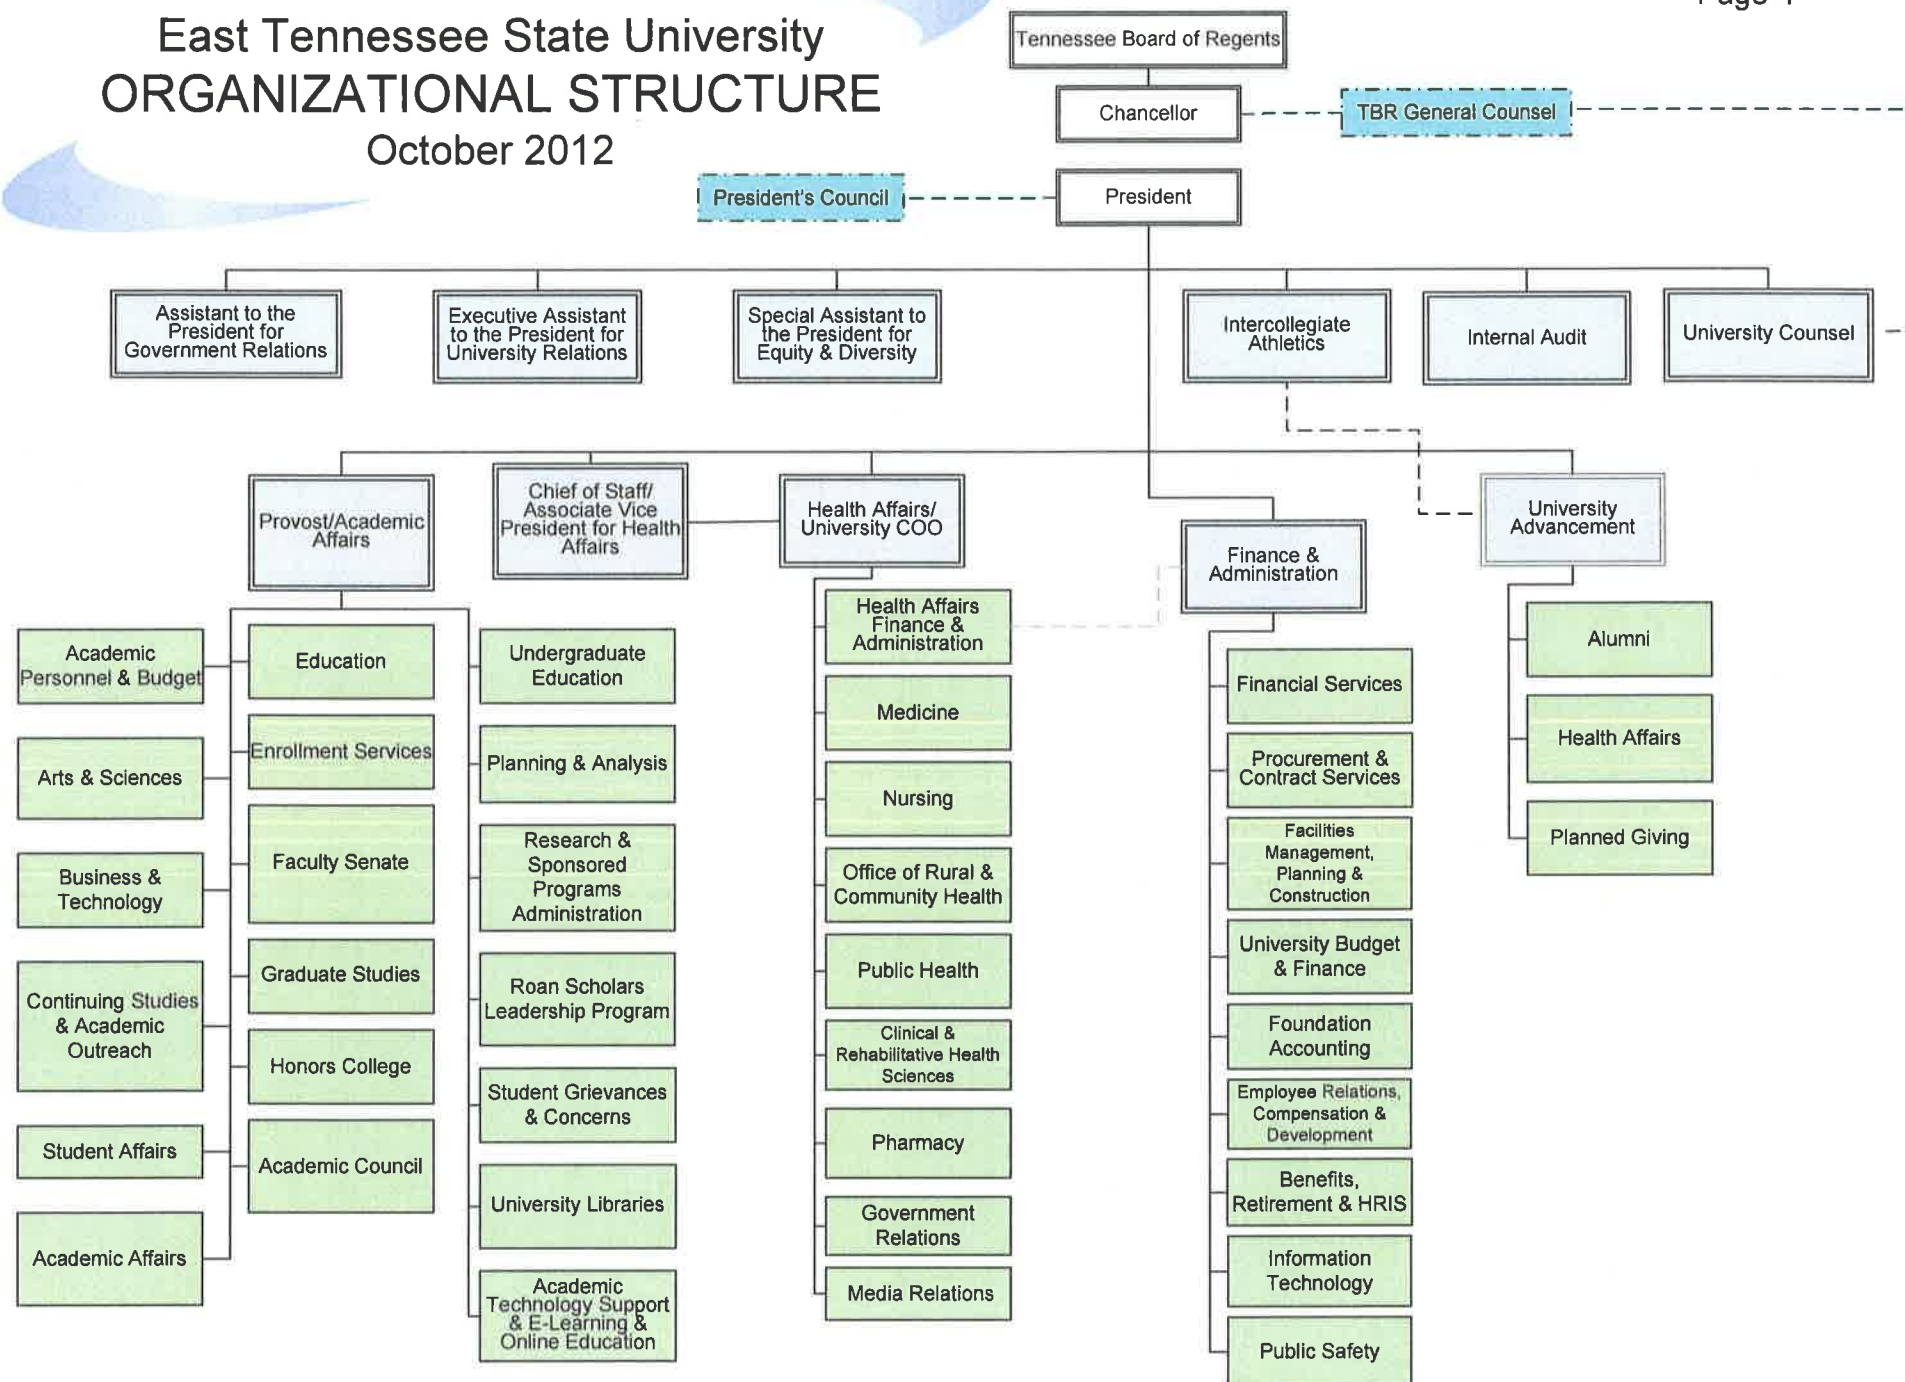 Page 1
East Tennessee State University
ORGANIZATIONAL STRUCTURE
October 2012
Tennessee Board of Regents
Chancellor
TBR General Counsel
President's Council
President
Assistant to the
President for
Government Relations
Executive Assistant
to the President for
University Relations
Special Assistant to
the President for
Equity & Diversity
Intercollegiate
Athletics
Internal Audit
University Counsel
Provost/Academic
Affairs
Chief of Staff/
Associate Vice
President for Health
Affairs
Health Affairs/
University COO
Finance &
Administration
University
Advancement
Academic
Personnel & Budget
Arts & Sciences
Business &
Technology
Continuing Studies
& Academic
Outreach
Student Affairs
Academic Affairs
Education
Enrollment Services
Faculty Senate
Graduate Studies
Honors College
Academic Council
Undergraduate
Education
Planning & Analysis
Research &
Sponsored
Programs
Administration
Roan Scholars
Leadership Program
Student Grievances
& Concerns
University Libraries
Academic
Technology Support
& E-Learning &
Online Education
Health Affairs
Finance &
Administration
Medicine
Nursing
Office of Rural &
Community Health
Public Health
Clinical &
Rehabilitative Health
Sciences
Pharmacy
Government
Relations
Media Relations
Financial Services
Procurement &
Contract Services
Facilities
Management,
Planning &
Construction
University Budget
& Finance
Foundation
Accounting
Employee Relations,
Compensation &
Development
Benefits,
Retirement & HRIS
Information
Technology
Public Safety
Alumni
Health Affairs
Planned Giving